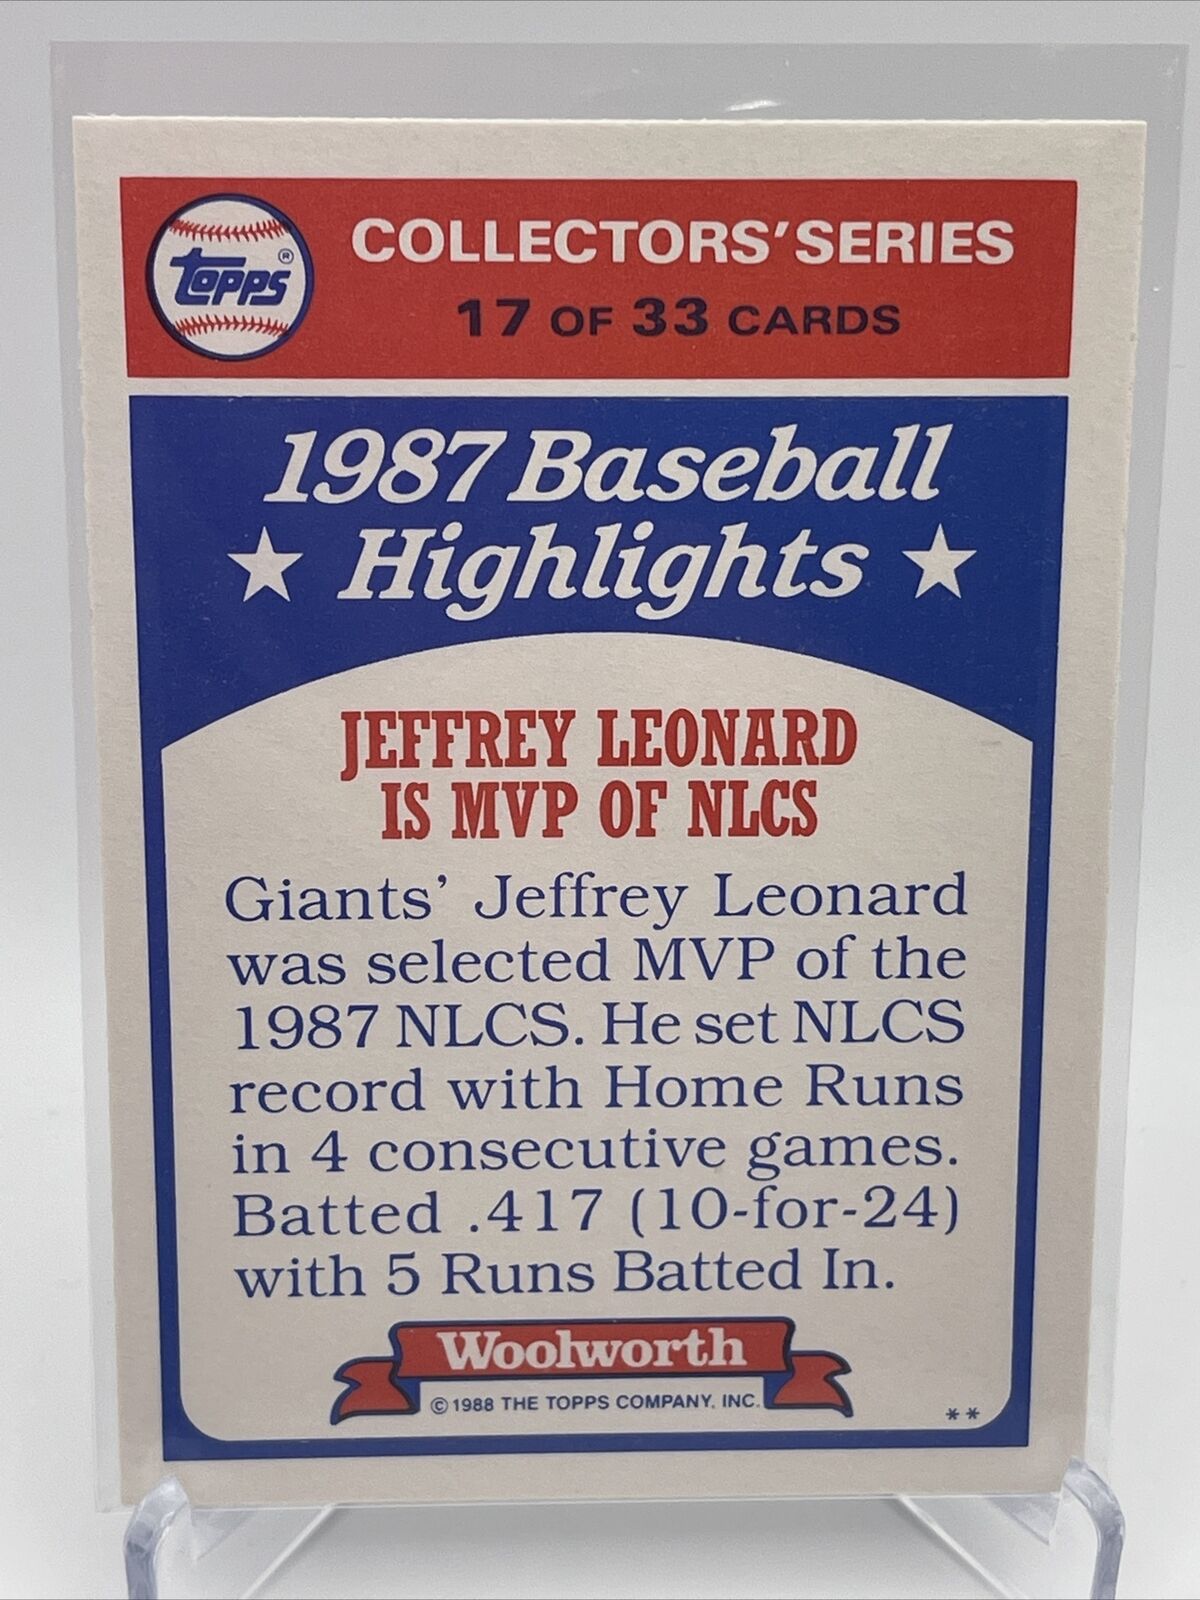 topps®
COLLECTORS' SERIES
17 OF 33 CARDS
1987 Baseball
Highlights
JEFFREY LEONARD
IS MVP OF NLCS
Giants' Jeffrey Leonard
was selected MVP of the
1987 NLCS. He set NLCS
record with Home Runs
in 4 consecutive games.
Batted .417 (10-for-24)
with 5 Runs Batted In.
Woolworth
©1988 THE TOPPS COMPANY, INC.
**